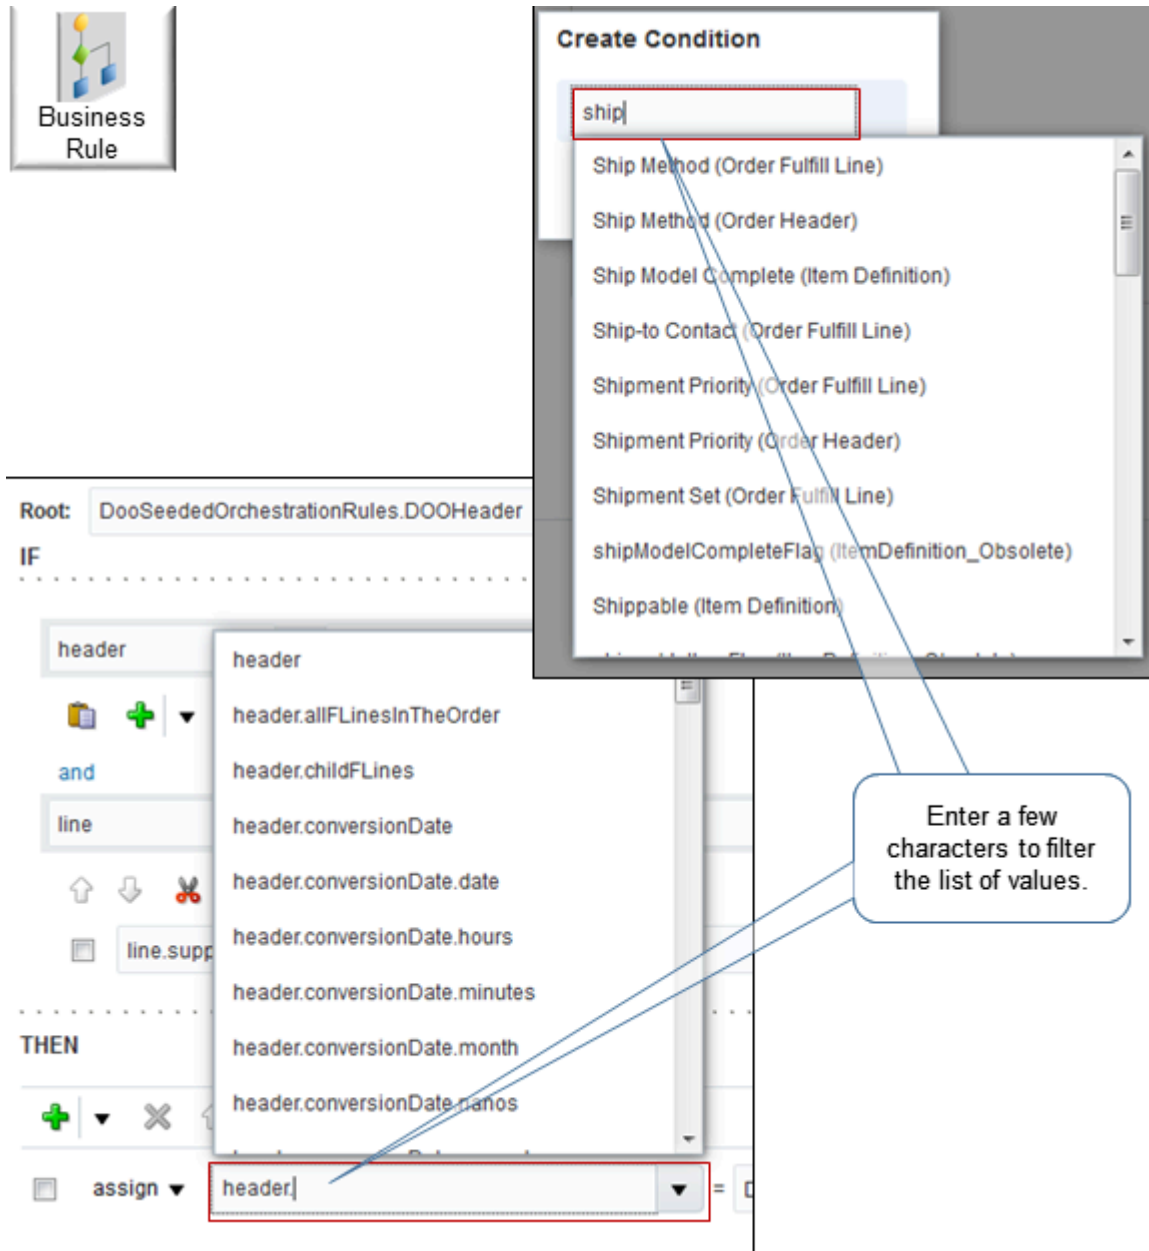 Business
Rule
Create Condition
ship
Ship Method (Order Fulfill Line)
Ship Method (Order Header)
Ship Model Complete (Item Definition)
Ship-to Contact (Order Fulfill Line)
Shipment Priority (Order Fulfill Line)
Shipment Priority (Order Header)
Shipment Set (Order Fulfill Line)
shipModelCompleteFlag (ItemDefinition_Obsolete)
Shippable (Item Definition)
Root: DooSeededOrchestrationRules.DOOHeader
IF
header
header
header.allFLinesInTheOrder
and
header.childFLines
line
header.conversionDate
header.conversionDate.date
line.supp
header.conversionDate.hours
header.conversionDate.minutes
THEN
header.conversionDate.month
header.conversionDate.nanos
assign header. =
Enter a few
characters to filter
the list of values.